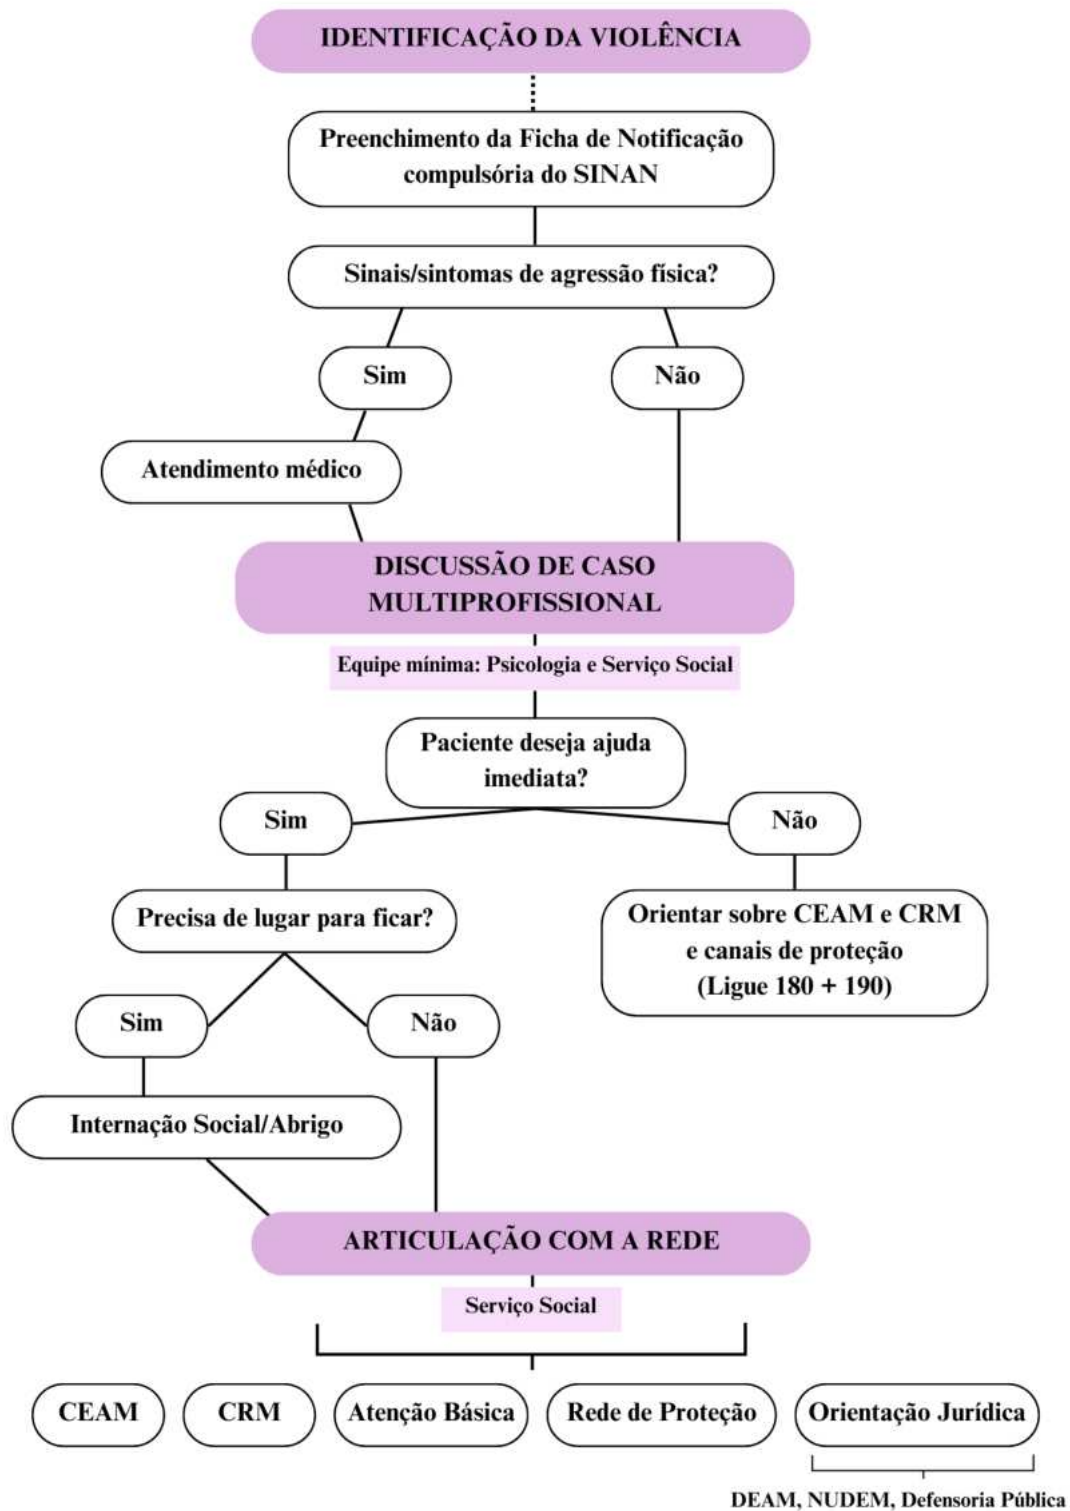 IDENTIFICAÇÃO DA VIOLÊNCIA
Preenchimento da Ficha de Notificação
compulsória do SINAN
Sinais/sintomas de agressão física?
Sim
Não
Atendimento médico
DISCUSSÃO DE CASO
MULTIPROFISSIONAL
Equipe mínima: Psicologia e Serviço Social
Paciente deseja ajuda
imediata?
Sim
Não
Precisa de lugar para ficar?
Orientar sobre CEAM e CRM
e canais de proteção
(Ligue 180 + 190)
Sim
Não
Internação Social/Abrigo
ARTICULAÇÃO COM A REDE
Serviço Social
CEAM
CRM
Atenção Básica
Rede de Proteção
Orientação Jurídica
DEAM, NUDEM, Defensoria Pública